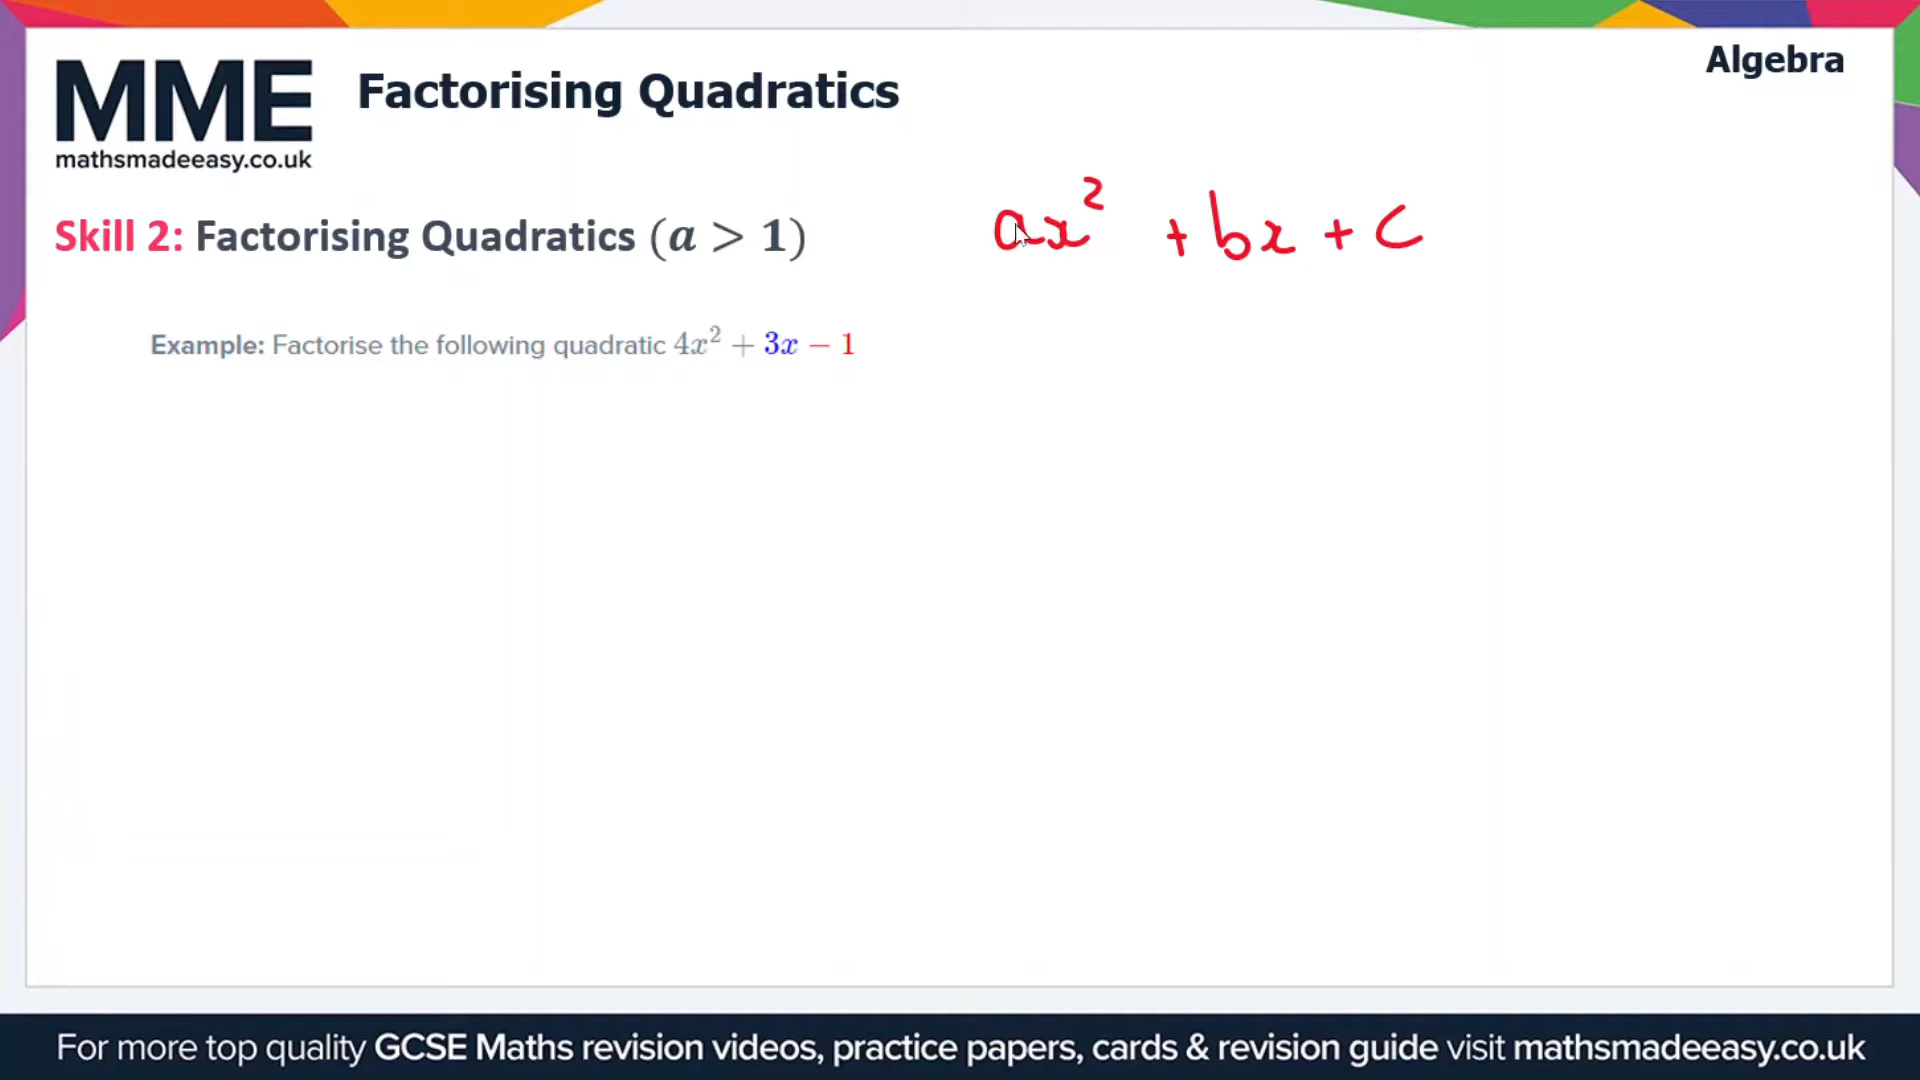 MME
mathsmadeeasy.co.uk
Factorising Quadratics
Algebra
Skill 2: Factorising Quadratics (a > 1)
ax² + bx + c
Example: Factorise the following quadratic 4x² + 3x − 1
For more top quality GCSE Maths revision videos, practice papers, cards & revision guide visit mathsmadeeasy.co.uk